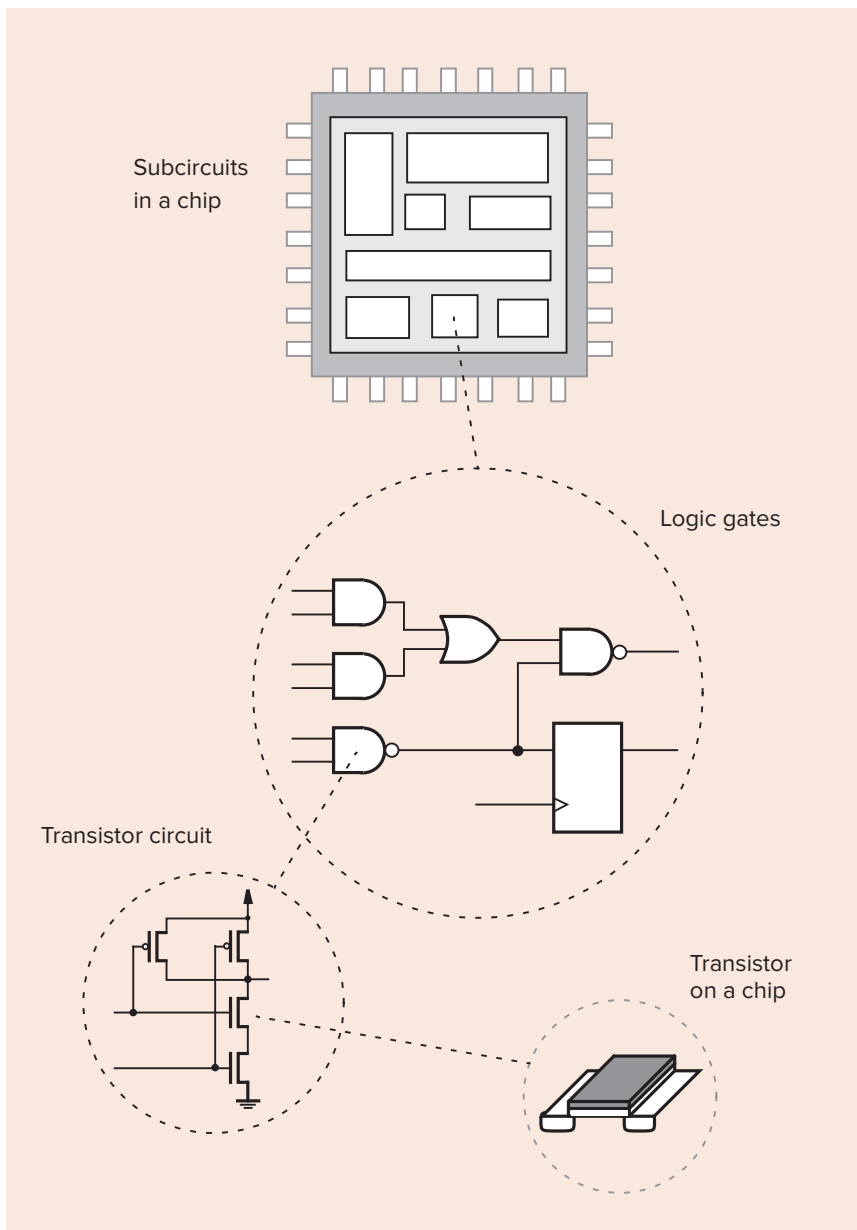 Subcircuits
in a chip
Logic gates
Transistor circuit
Transistor
on a chip